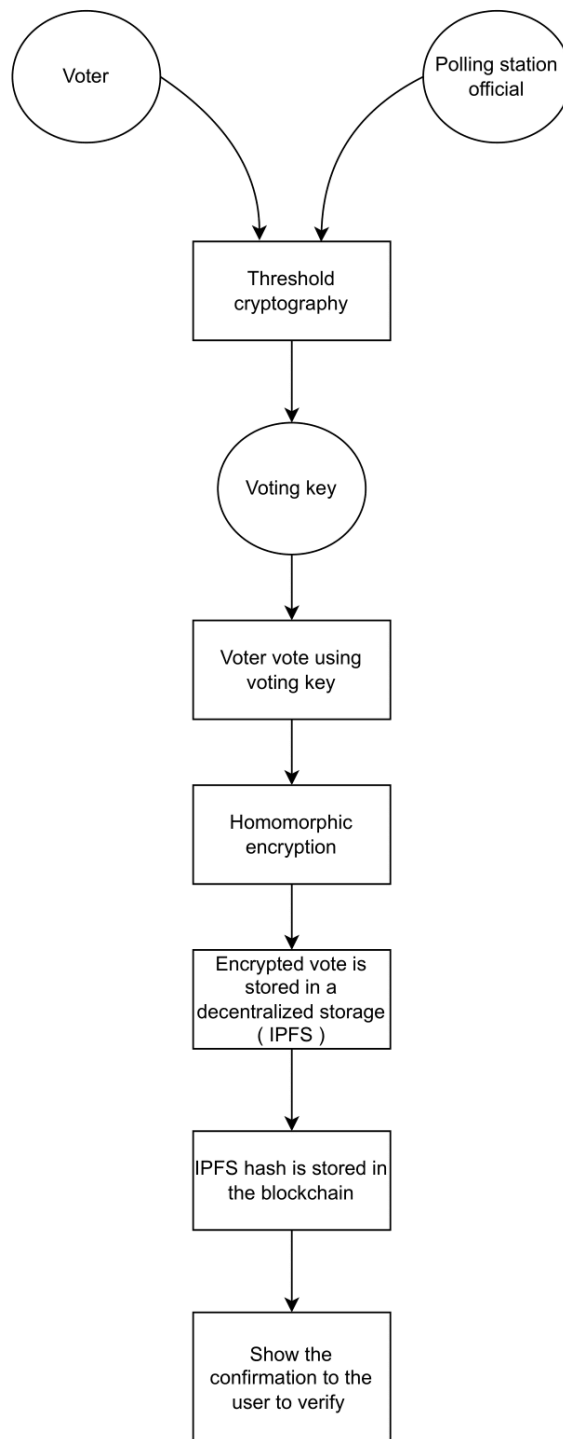 Voter
Polling station
official
Threshold
cryptography
Voting key
Voter vote using
voting key
Homomorphic
encryption
Encrypted vote is
stored in a
decentralized storage
( IPFS )
IPFS hash is stored in
the blockchain
Show the
confirmation to the
user to verify